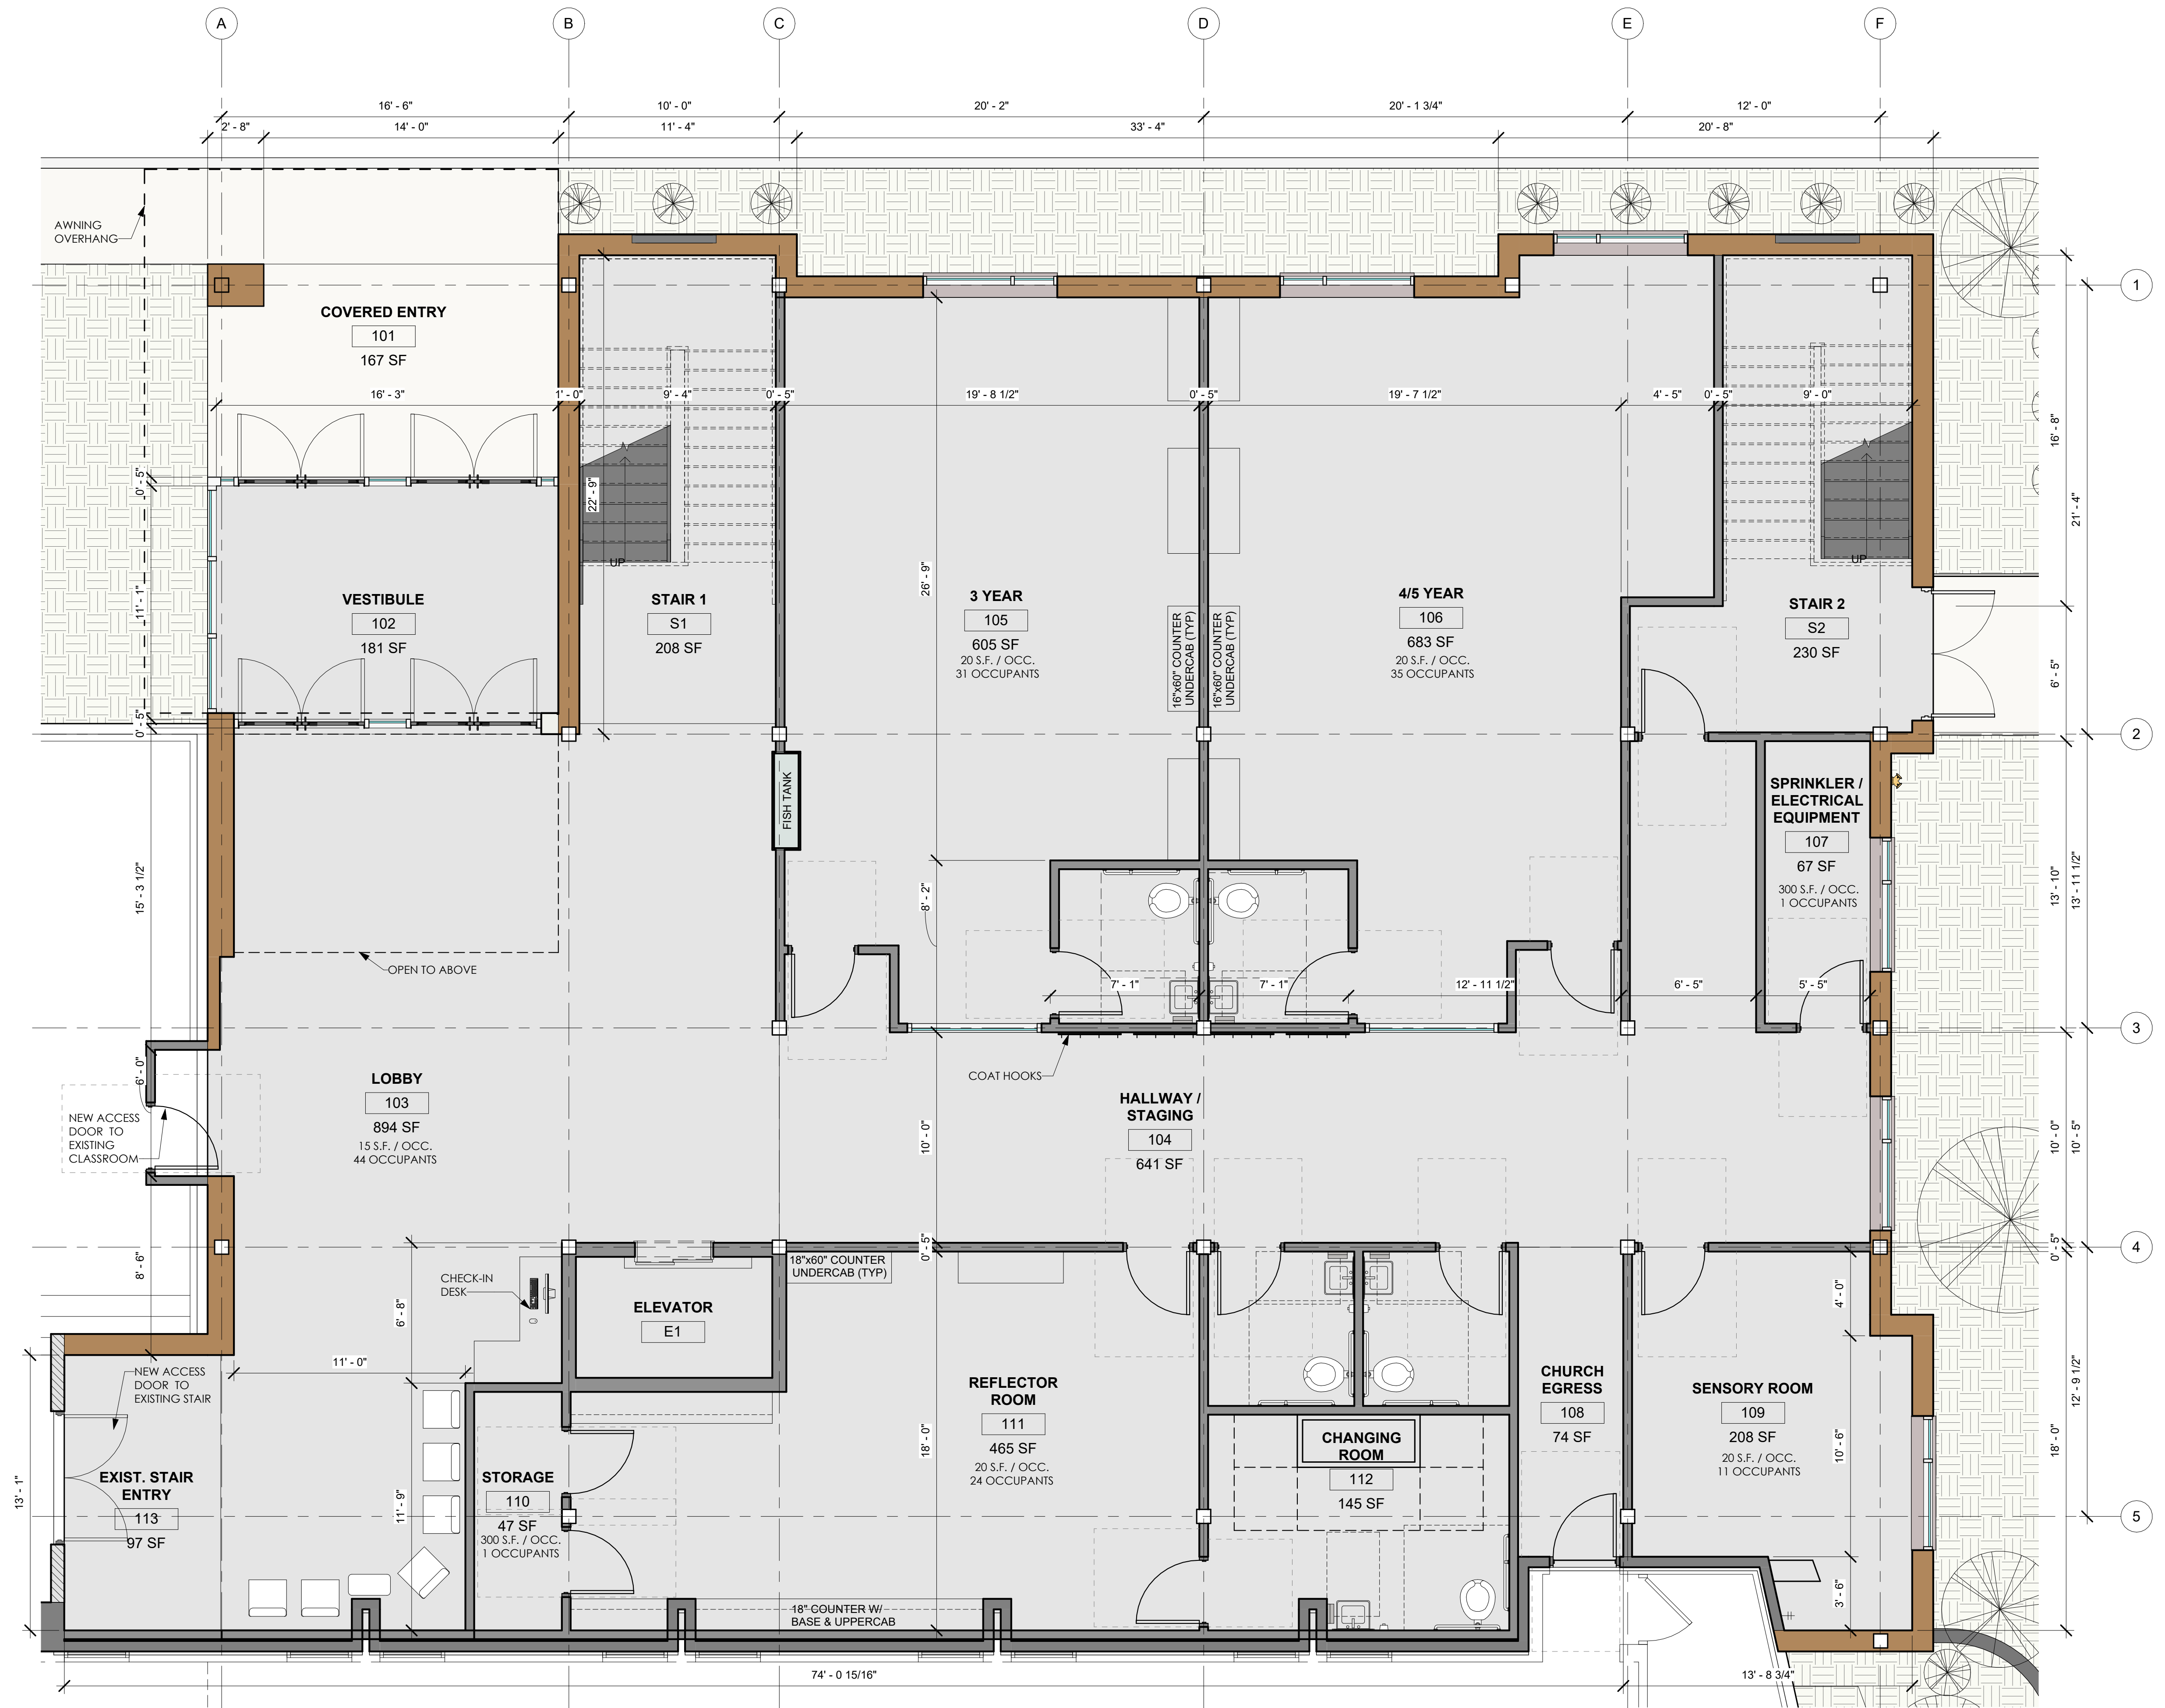 A
B
C
D
E
F
16' - 6"
10' - 0"
20' - 2"
20' - 1 3/4"
12' - 0"
2' - 8"
14' - 0"
11' - 4"
33' - 4"
20' - 8"
AWNING
OVERHANG
COVERED ENTRY
101
167 SF
1
16' - 3"
1' - 0"
9' - 4"
0' - 5"
19' - 8 1/2"
0' - 5"
19' - 7 1/2"
4' - 5"
0' - 5"
9' - 0"
16' - 8"
0' - 5"
22' - 9"
21' - 4"
UP
UP
11' - 1"
26' - 9"
VESTIBULE
102
181 SF
STAIR 1
S1
208 SF
3 YEAR
105
605 SF
20 S.F. / OCC.
31 OCCUPANTS
16"x60" COUNTER
UNDERCAB (TYP)
16"x60" COUNTER
UNDERCAB (TYP)
4/5 YEAR
106
683 SF
20 S.F. / OCC.
35 OCCUPANTS
STAIR 2
S2
230 SF
6' - 5"
0' - 5"
2
FISH TANK
SPRINKLER /
ELECTRICAL
EQUIPMENT
107
67 SF
300 S.F. / OCC.
1 OCCUPANTS
15' - 3 1/2"
8' - 2"
13' - 10"
13' - 11 1/2"
OPEN TO ABOVE
7' - 1"
7' - 1"
12' - 11 1/2"
6' - 5"
5' - 5"
3
COAT HOOKS
6' - 0"
LOBBY
103
894 SF
15 S.F. / OCC.
44 OCCUPANTS
NEW ACCESS
DOOR TO
EXISTING
CLASSROOM
HALLWAY /
STAGING
104
641 SF
10' - 0"
10' - 0"
10' - 5"
8' - 6"
0' - 5"
0' - 5"
4
18"x60" COUNTER
UNDERCAB (TYP)
CHECK-IN
DESK
6' - 8"
ELEVATOR
E1
4' - 0"
11' - 0"
NEW ACCESS
DOOR TO
EXISTING STAIR
REFLECTOR
ROOM
111
465 SF
20 S.F. / OCC.
24 OCCUPANTS
CHURCH
EGRESS
108
74 SF
SENSORY ROOM
109
208 SF
20 S.F. / OCC.
11 OCCUPANTS
12' - 9 1/2"
18' - 0"
18' - 0"
10' - 6"
CHANGING
ROOM
112
145 SF
13' - 1"
EXIST. STAIR
ENTRY
113
97 SF
11' - 9"
STORAGE
110
47 SF
300 S.F. / OCC.
1 OCCUPANTS
5
3' - 6"
18" COUNTER W/
BASE & UPPERCAB
74' - 0 15/16"
13' - 8 3/4"